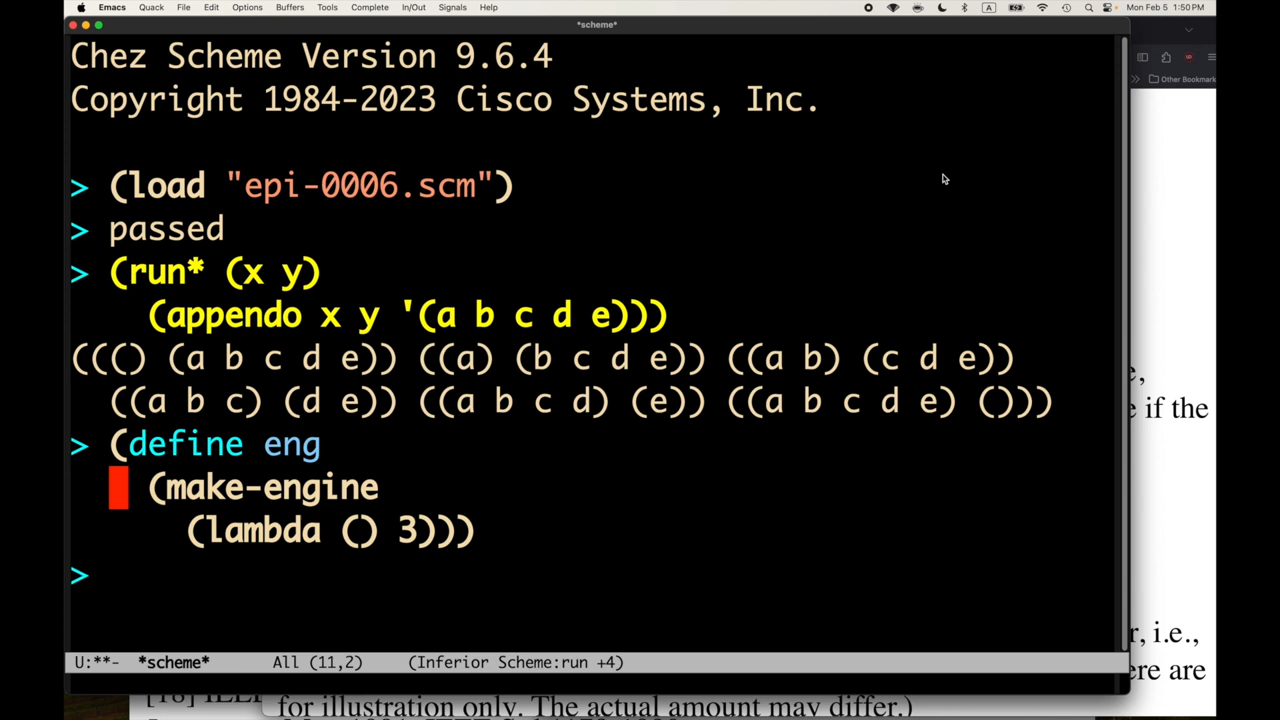 Emacs Quack File Edit Options Buffers Tools Complete In/Out Signals Help A Mon Feb 5 1:50 PM
*scheme*
Chez Scheme Version 9.6.4
Copyright 1984-2023 Cisco Systems, Inc.
> (load "epi-0006.scm")
> passed
> (run* (x y)
(appendo x y '(a b c d e)))
((() (a b c d e)) ((a) (b c d e)) ((a b) (c d e))
((a b c) (d e)) ((a b c d) (e)) ((a b c d e) ()))
> (define eng
(make-engine
(lambda () 3)))
>
U:**- *scheme* All (11,2) (Inferior Scheme:run +4)
Other Bookmark
e,
e if the
r, i.e.,
ere are
for illustration only. The actual amount may differ.)